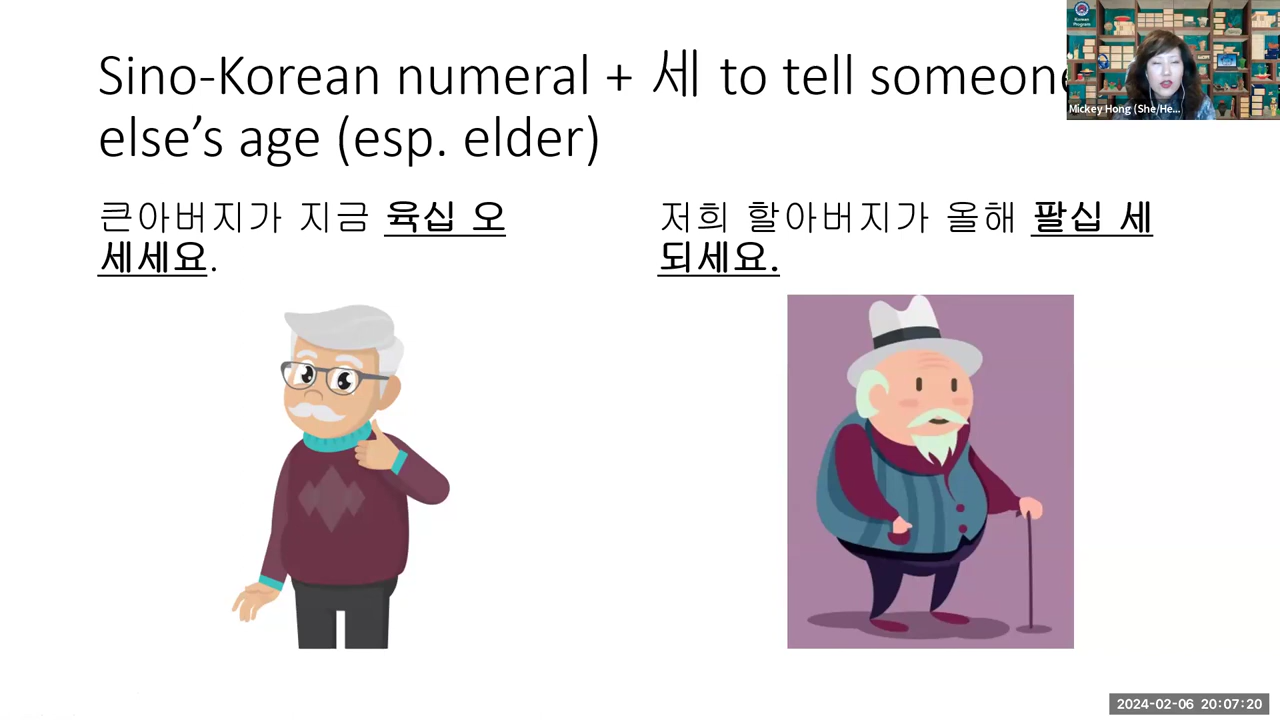 Sino-Korean numeral + 세 to tell someone
else's age (esp. elder)
큰아버지가 지금 육십 오
세세요.
저희 할아버지가 올해 팔십 세
되세요.
Korean
Program
Mickey Hong (She/He...
2024-02-06 20:07:20